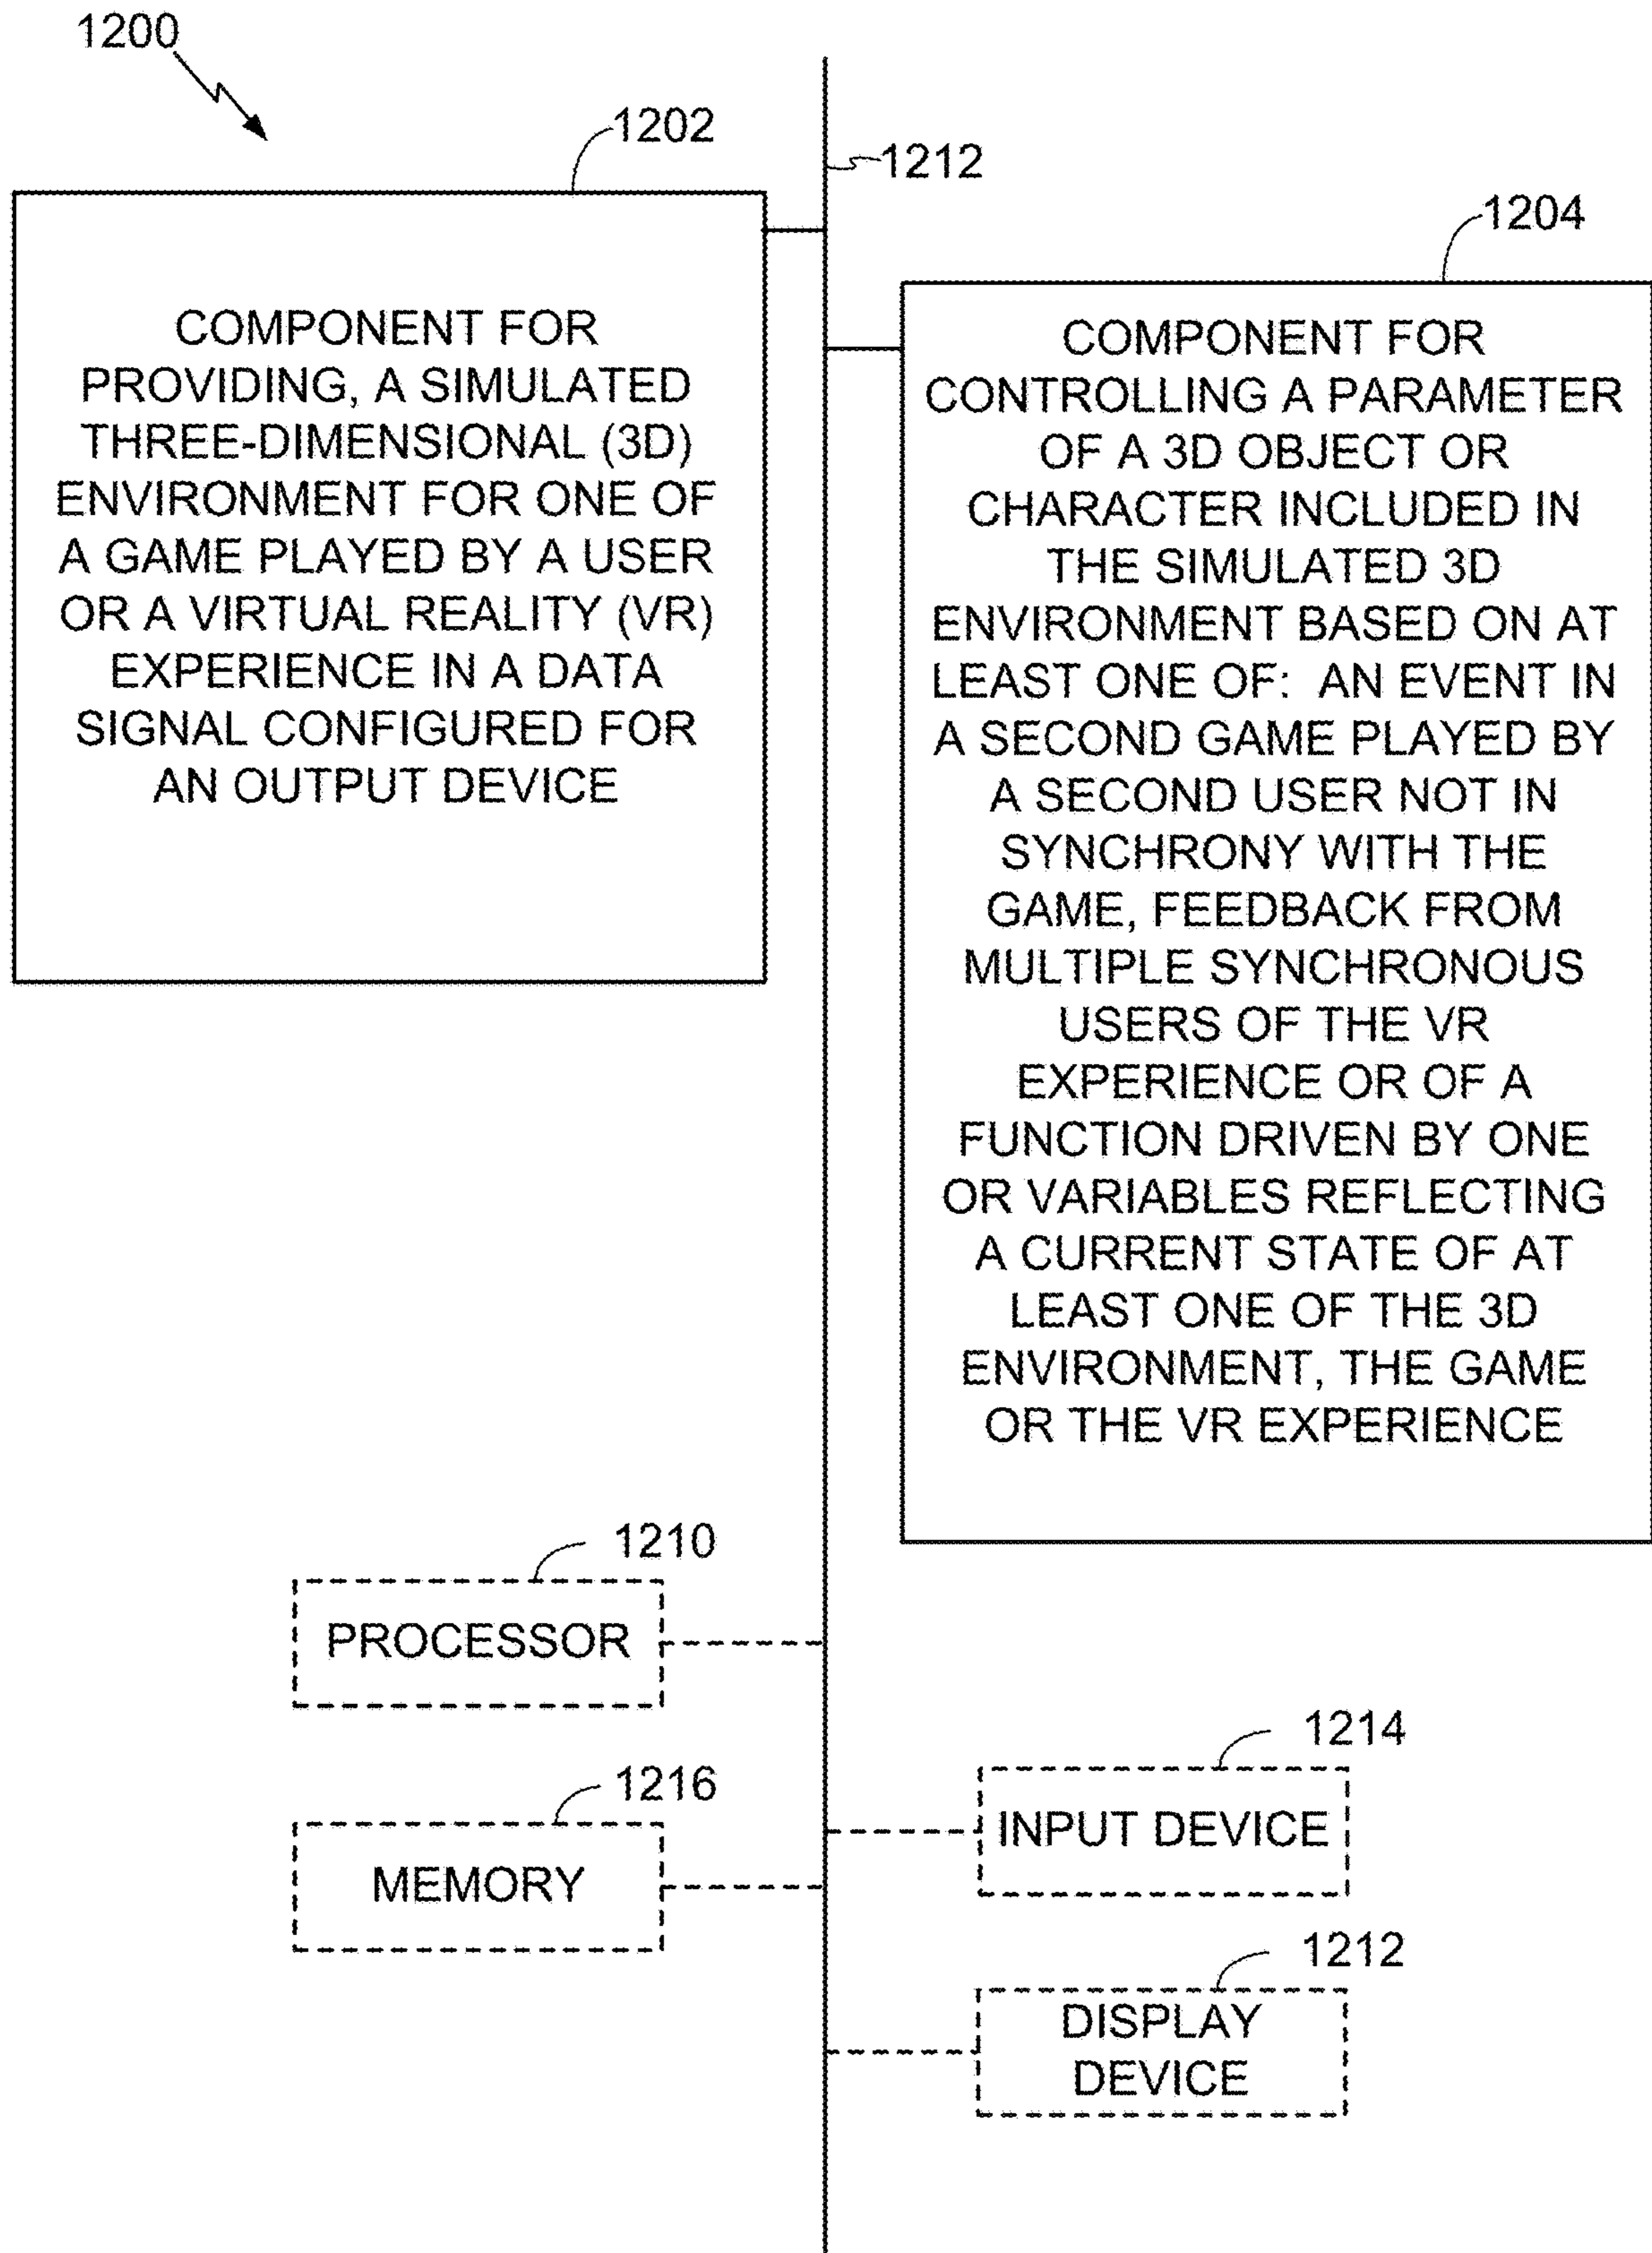 1200
1202
1212
1204
COMPONENT FOR
PROVIDING, A SIMULATED
THREE-DIMENSIONAL (3D)
ENVIRONMENT FOR ONE OF
A GAME PLAYED BY A USER
OR A VIRTUAL REALITY (VR)
EXPERIENCE IN A DATA
SIGNAL CONFIGURED FOR
AN OUTPUT DEVICE
COMPONENT FOR
CONTROLLING A PARAMETER
OF A 3D OBJECT OR
CHARACTER INCLUDED IN
THE SIMULATED 3D
ENVIRONMENT BASED ON AT
LEAST ONE OF: AN EVENT IN
A SECOND GAME PLAYED BY
A SECOND USER NOT IN
SYNCHRONY WITH THE
GAME, FEEDBACK FROM
MULTIPLE SYNCHRONOUS
USERS OF THE VR
EXPERIENCE OR OF A
FUNCTION DRIVEN BY ONE
OR VARIABLES REFLECTING
A CURRENT STATE OF AT
LEAST ONE OF THE 3D
ENVIRONMENT, THE GAME
OR THE VR EXPERIENCE
1210
PROCESSOR
1214
INPUT DEVICE
1216
MEMORY
1212
DISPLAY
DEVICE